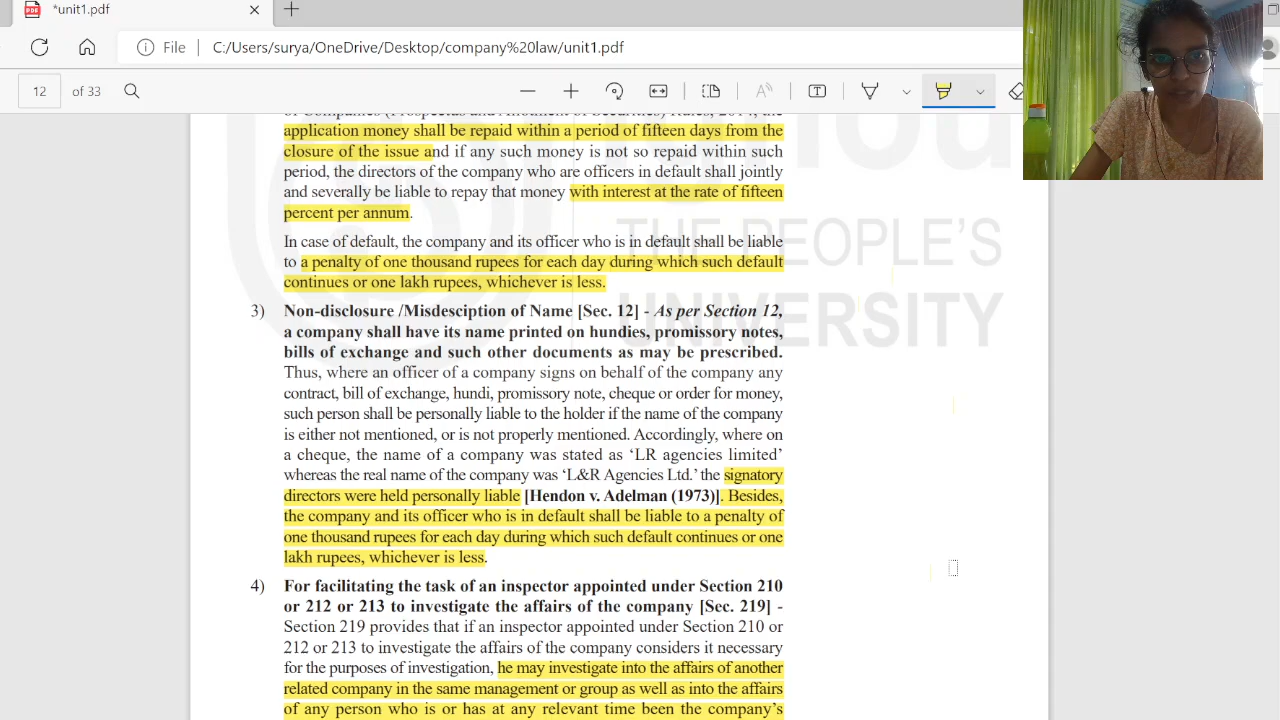 *unit1.pdf
File C:/Users/surya/OneDrive/Desktop/company%20law/unit1.pdf
12 of 33
of Companies (Prospectus and Allotment of Securities) Rules, 2014, the
application money shall be repaid within a period of fifteen days from the
closure of the issue and if any such money is not so repaid within such
period, the directors of the company who are officers in default shall jointly
and severally be liable to repay that money with interest at the rate of fifteen
percent per annum.
In case of default, the company and its officer who is in default shall be liable
to a penalty of one thousand rupees for each day during which such default
continues or one lakh rupees, whichever is less.
3) Non-disclosure /Misdesciption of Name [Sec. 12] - As per Section 12,
a company shall have its name printed on hundies, promissory notes,
bills of exchange and such other documents as may be prescribed.
Thus, where an officer of a company signs on behalf of the company any
contract, bill of exchange, hundi, promissory note, cheque or order for money,
such person shall be personally liable to the holder if the name of the company
is either not mentioned, or is not properly mentioned. Accordingly, where on
a cheque, the name of a company was stated as ‘LR agencies limited’
whereas the real name of the company was ‘L&R Agencies Ltd.’ the signatory
directors were held personally liable [Hendon v. Adelman (1973)]. Besides,
the company and its officer who is in default shall be liable to a penalty of
one thousand rupees for each day during which such default continues or one
lakh rupees, whichever is less.
4) For facilitating the task of an inspector appointed under Section 210
or 212 or 213 to investigate the affairs of the company [Sec. 219] -
Section 219 provides that if an inspector appointed under Section 210 or
212 or 213 to investigate the affairs of the company considers it necessary
for the purposes of investigation, he may investigate into the affairs of another
related company in the same management or group as well as into the affairs
of any person who is or has at any relevant time been the company’s
THE PEOPLE'S
UNIVERSITY